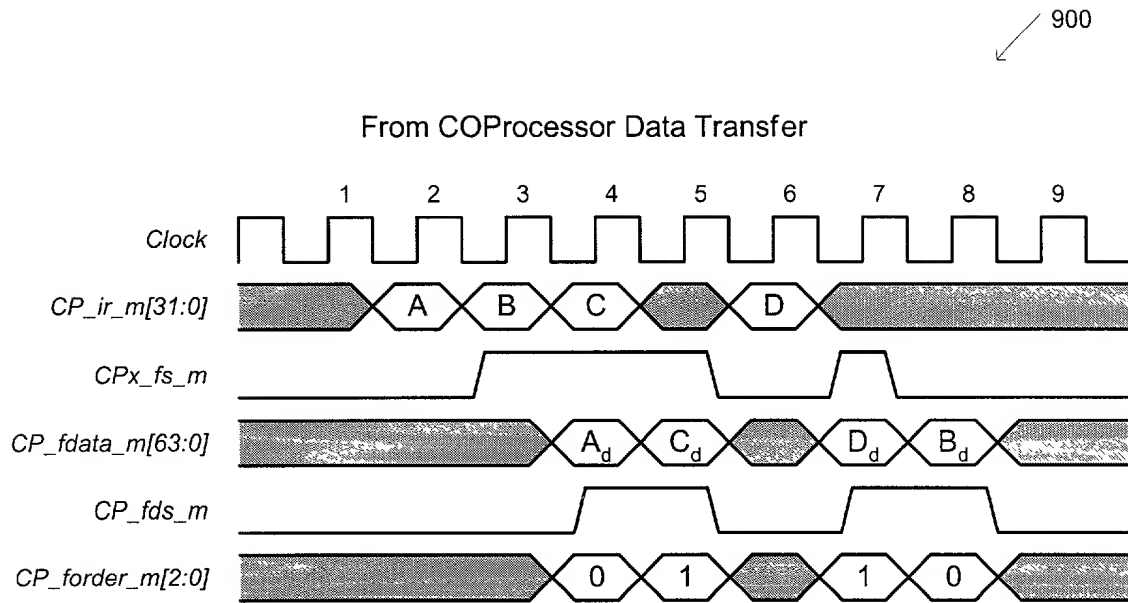 900
From COProcessor Data Transfer
1 2 3 4 5 6 7 8 9
Clock
CP_ir_m[31:0] A B C D
CPx_fs_m
CP_fdata_m[63:0] Ad Cd Dd Bd
CP_fds_m
CP_forder_m[2:0] 0 1 1 0